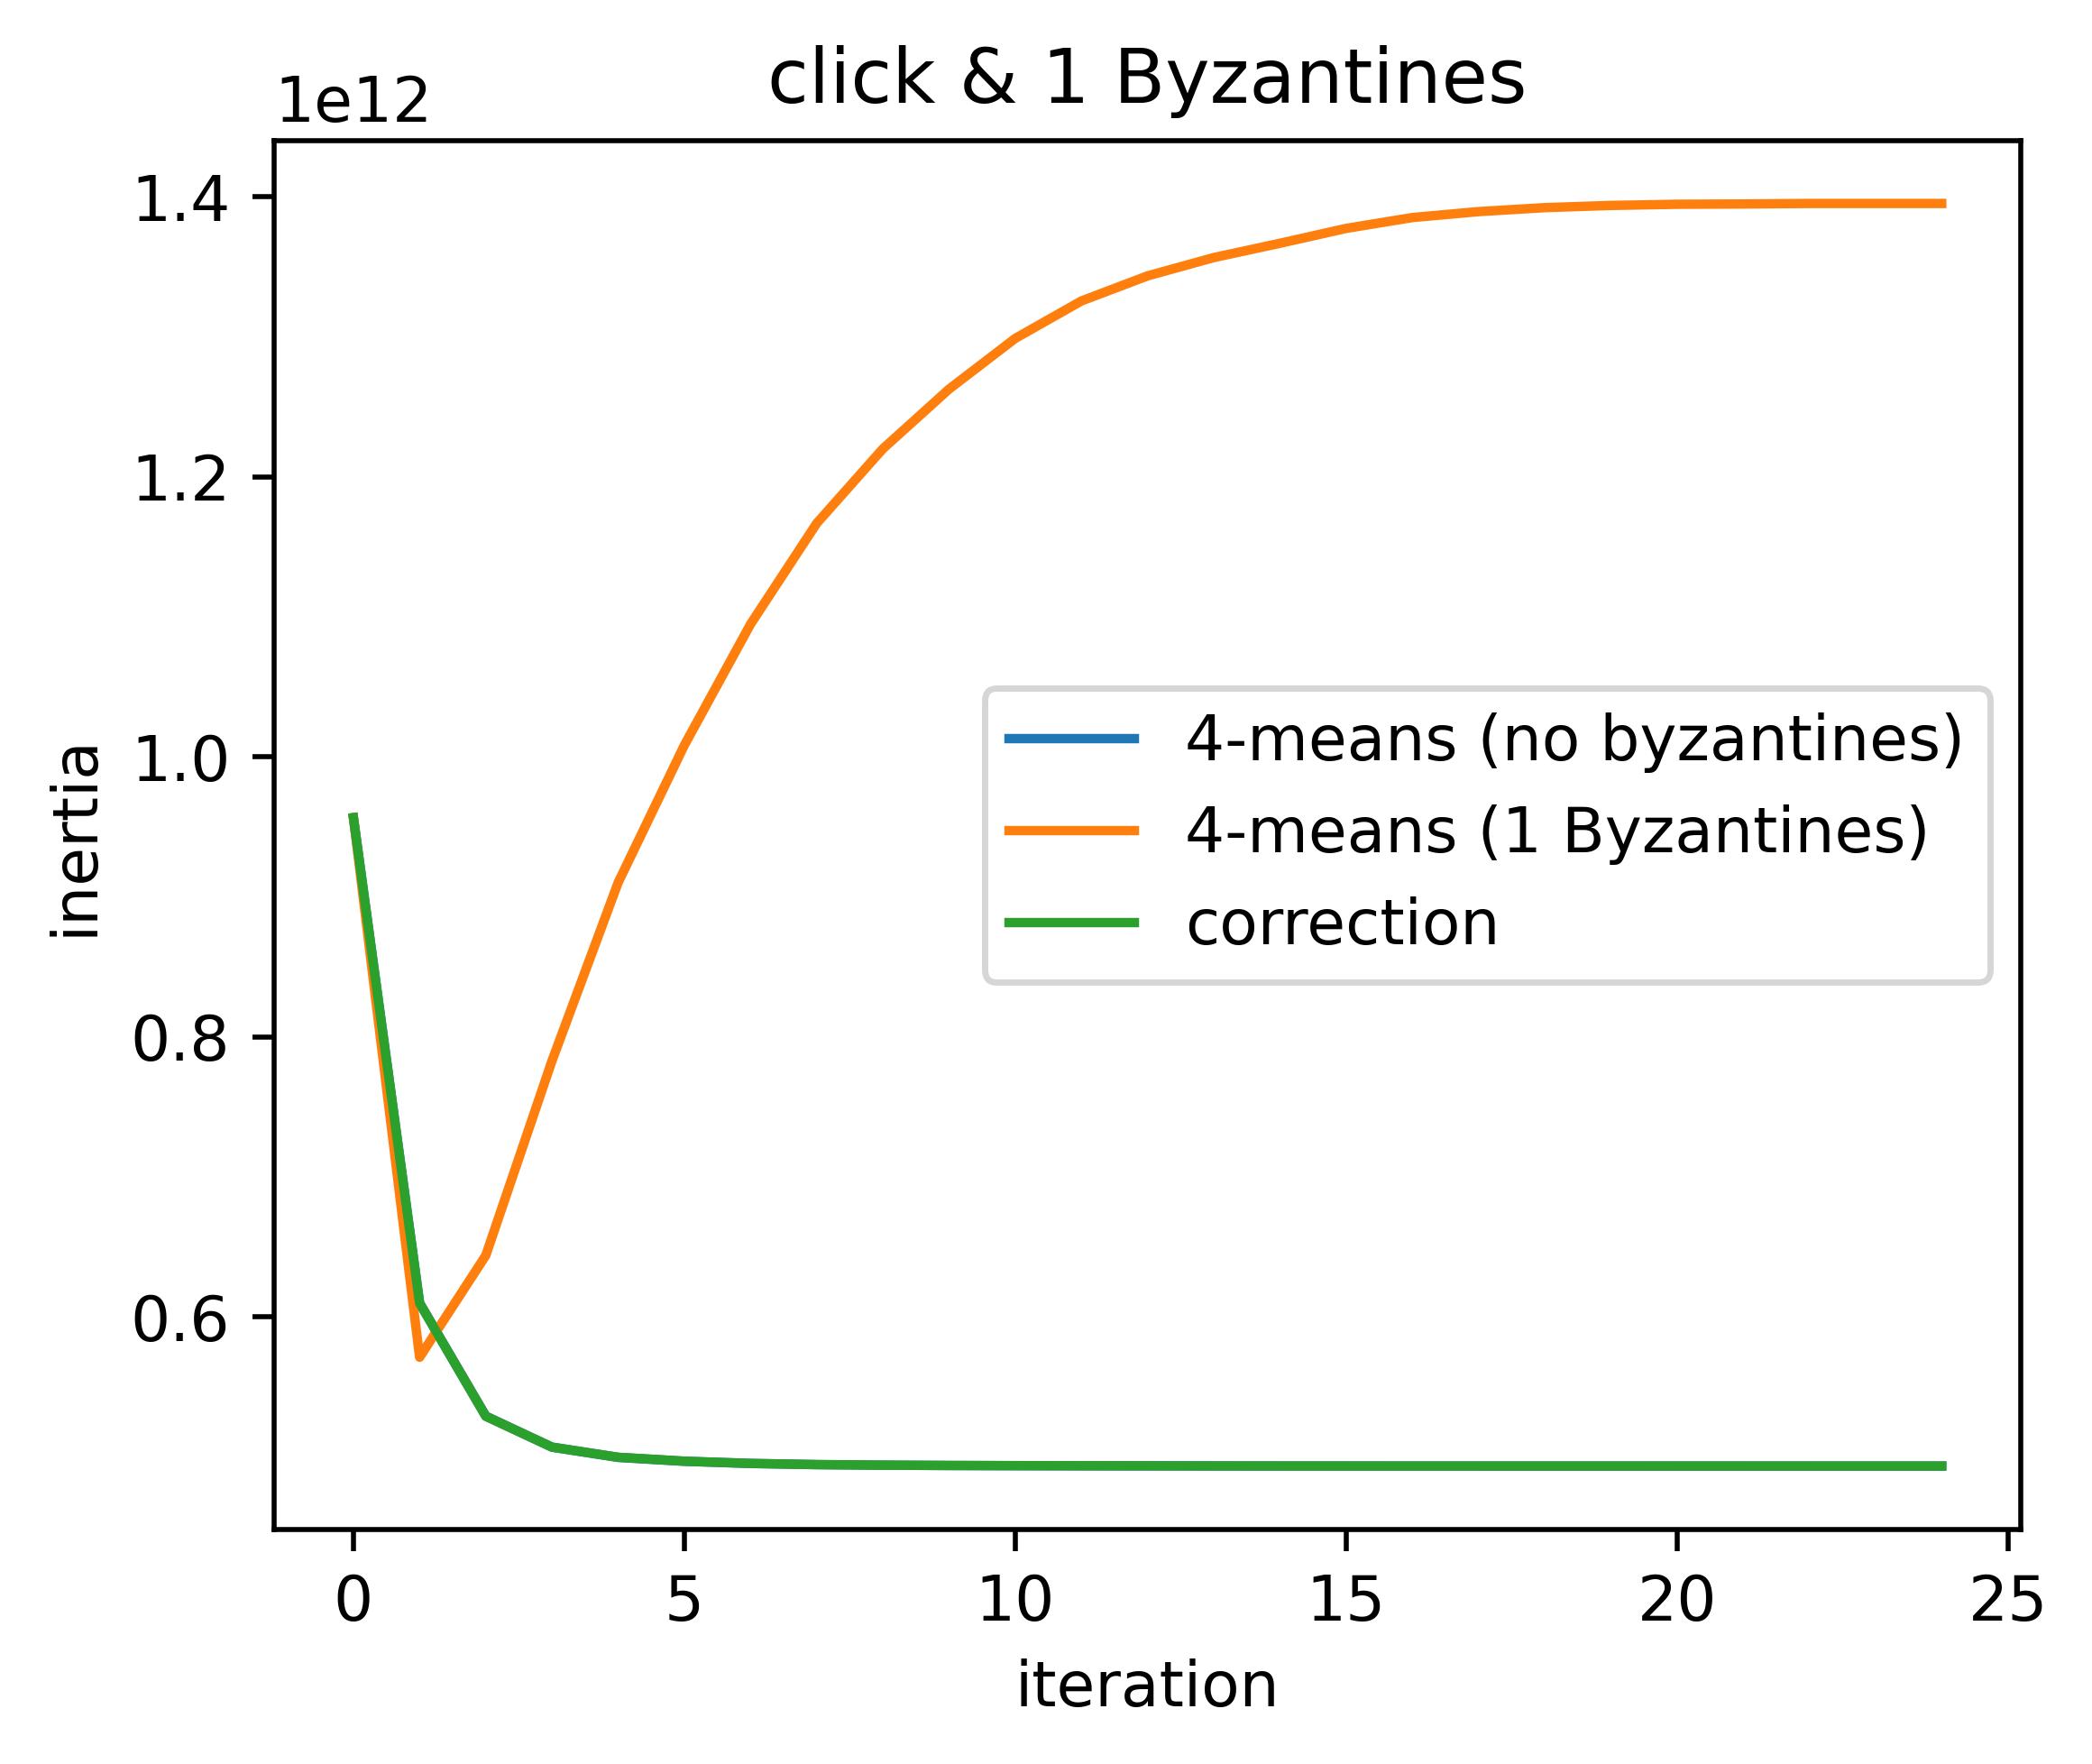 click & 1 Byzantines
1e12
1.4
1.2
1.0
0.8
0.6
inertia
4-means (no byzantines)
4-means (1 Byzantines)
correction
0 5 10 15 20 25
iteration